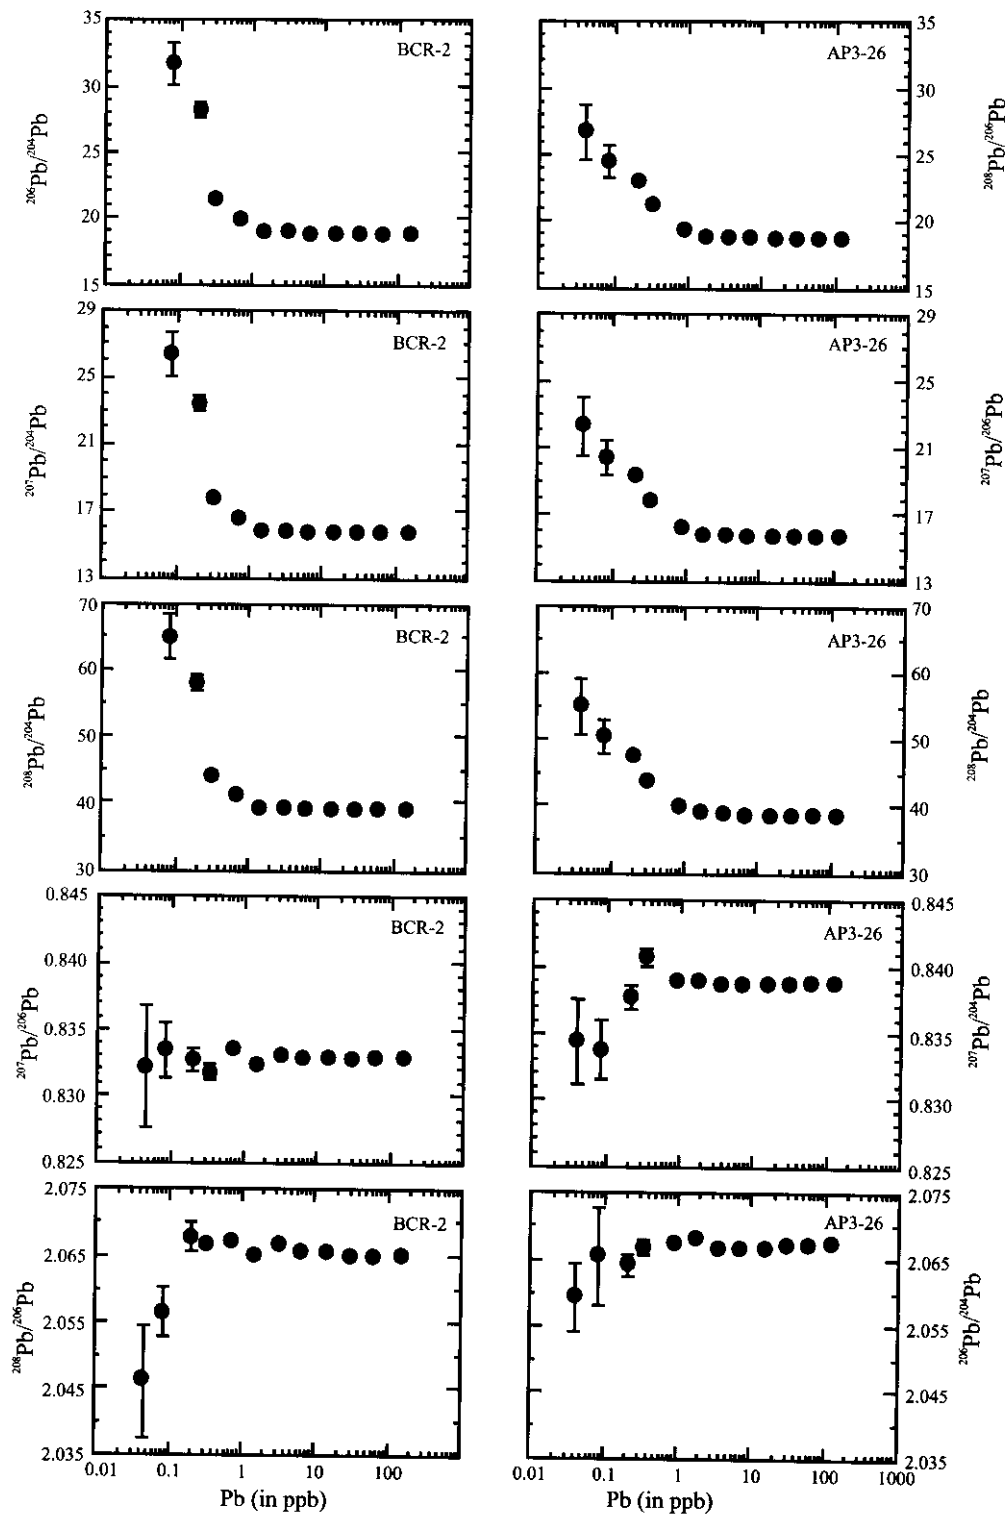 35 BCR-2 AP3-26 35
30 30
25 25
20 20
15 15
²⁰⁶Pb/²⁰⁴Pb ²⁰⁸Pb/²⁰⁶Pb
29 BCR-2 AP3-26 29
25 25
21 21
17 17
13 13
²⁰⁷Pb/²⁰⁴Pb ²⁰⁷Pb/²⁰⁶Pb
70 BCR-2 AP3-26 70
60 60
50 50
40 40
30 30
²⁰⁸Pb/²⁰⁴Pb ²⁰⁸Pb/²⁰⁴Pb
0.845 BCR-2 AP3-26 0.845
0.840 0.840
0.835 0.835
0.830 0.830
0.825 0.825
²⁰⁷Pb/²⁰⁶Pb ²⁰⁷Pb/²⁰⁴Pb
2.075 BCR-2 AP3-26 2.075
2.065 2.065
2.055 2.055
2.045 2.045
2.035 2.035
²⁰⁸Pb/²⁰⁶Pb ²⁰⁶Pb/²⁰⁴Pb
0.01 0.1 1 10 100 0.01 0.1 1 10 100 1000
Pb (in ppb) Pb (in ppb)